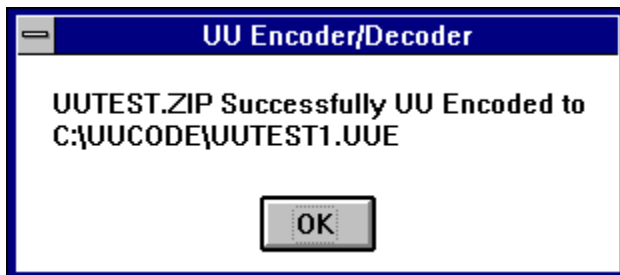 UU Encoder/Decoder
UUTEST.ZIP Successfully UU Encoded to
C:\UUCODE\UUTEST1.UUE
OK